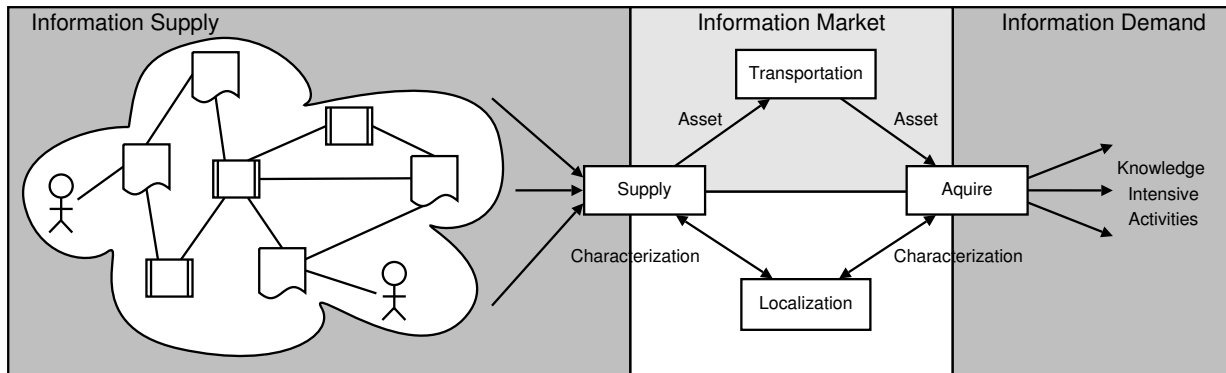 Information Supply
Information Market
Information Demand
Transportation
Asset
Asset
Supply
Aquire
Knowledge
Intensive
Activities
Characterization
Characterization
Localization